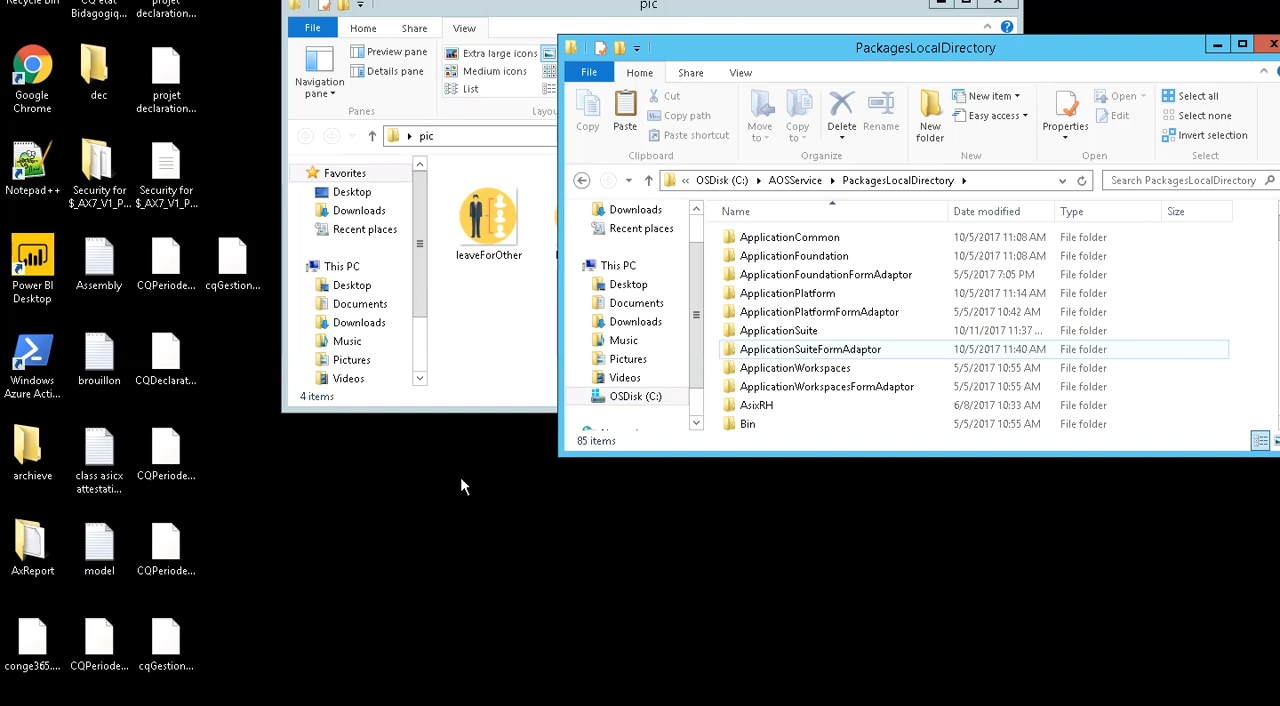 Recycle Bin
CQ etat
Bidagogiq...
projet
declaration...
Google
Chrome
dec
projet
declaration...
Notepad++
Security for
$_AX7_V1_P...
Security for
$_AX7_V1_P...
Power BI
Desktop
Assembly
CQPeriode...
cqGestion...
Windows
Azure Acti...
brouillon
CQDeclarat...
archieve
class asicx
attestati...
CQPeriode...
AxReport
model
CQPeriode...
conge365....
CQPeriode...
cqGestion...
pic
File
Home
Share
View
Navigation
pane
Preview pane
Details pane
Panes
Extra large icons
Medium icons
List
pic
Favorites
Desktop
Downloads
Recent places
This PC
Desktop
Documents
Downloads
Music
Pictures
Videos
leaveForOther
4 items
PackagesLocalDirectory
File
Home
Share
View
Copy
Paste
Cut
Copy path
Paste shortcut
Clipboard
Move
to
Copy
to
Delete
Rename
Organize
New
folder
New item
Easy access
New
Properties
Open
Edit
Open
Select all
Select none
Invert selection
Select
« OSDisk (C:) AOSService PackagesLocalDirectory
Search PackagesLocalDirectory
Downloads
Recent places
This PC
Desktop
Documents
Downloads
Music
Pictures
Videos
OSDisk (C:)
Name Date modified Type Size
ApplicationCommon 10/5/2017 11:08 AM File folder
ApplicationFoundation 10/5/2017 11:08 AM File folder
ApplicationFoundationFormAdaptor 5/5/2017 7:05 PM File folder
ApplicationPlatform 10/5/2017 11:14 AM File folder
ApplicationPlatformFormAdaptor 5/5/2017 10:42 AM File folder
ApplicationSuite 10/11/2017 11:37 ... File folder
ApplicationSuiteFormAdaptor 10/5/2017 11:40 AM File folder
ApplicationWorkspaces 5/5/2017 10:55 AM File folder
ApplicationWorkspacesFormAdaptor 5/5/2017 10:55 AM File folder
AsixRH 6/8/2017 10:33 AM File folder
Bin 5/5/2017 10:55 AM File folder
85 items